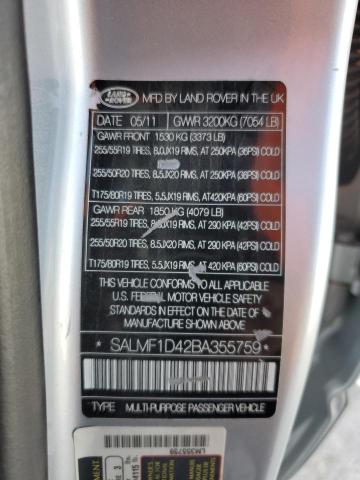 LAND ROVER
MFD BY LAND ROVER IN THE UK
DATE 05/11 GWR 3200KG (7054 LB)
GAWR FRONT 1530 KG (3373 LB)
255/55R19 TIRES, 8.0JX19 RIMS, AT 250KPA (36PSI) COLD
255/50R20 TIRES, 8.5JX20 RIMS, AT 250KPA (36PSI) COLD
T175/80R19 TIRES, 5.5JX19 RIMS, AT420KPA (60PSI) COLD
GAWR REAR 1850 KG (4079 LB)
255/55R19 TIRES, 8.0JX19 RIMS, AT 290 KPA (42PSI) COLD
255/50R20 TIRES, 8.5JX20 RIMS, AT 290 KPA (42PSI) COLD
T175/80R19 TIRES, 5.5JX19 RIMS, AT 420 KPA (60PSI) COLD
THIS VEHICLE CONFORMS TO ALL APPLICABLE
U.S. FEDERAL MOTOR VEHICLE SAFETY
STANDARDS IN EFFECT ON THE DATE OF
MANUFACTURE SHOWN ABOVE.
*SALMF1D42BA355759*
TYPE MULTI-PURPOSE PASSENGER VEHICLE
LM355759